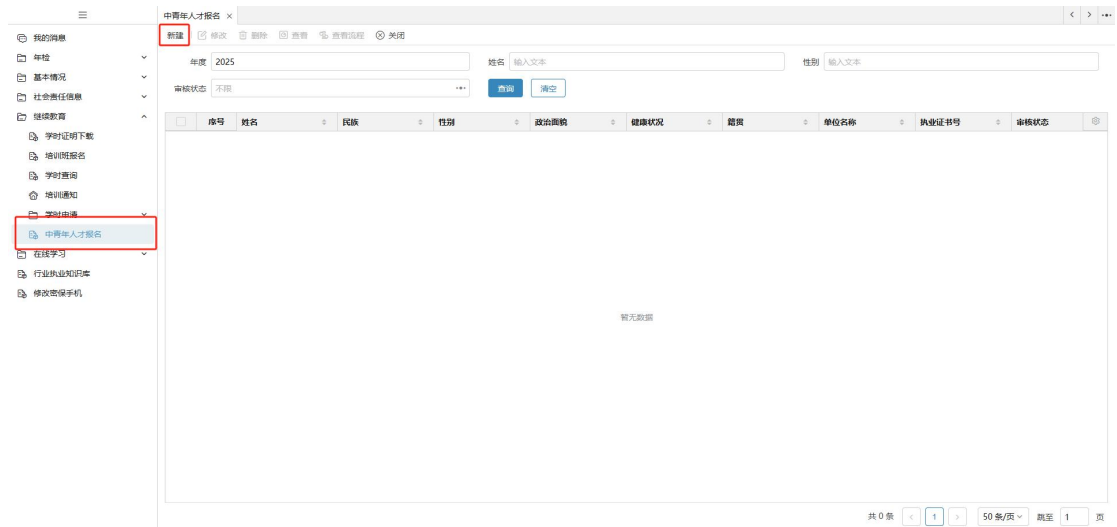 中青年人才报名 ×
我的消息
新建 修改 删除 查看 查看流程 关闭
年检
年度 2025 姓名 输入文本 性别 输入文本
基本情况
审核状态 不限 查询 清空
社会责任信息
继续教育
序号 姓名 民族 性别 政治面貌 健康状况 籍贯 单位名称 执业证书号 审核状态
学时证明下载
培训班报名
学时查询
培训通知
学时申请
中青年人才报名
在线学习
行业执业知识库
修改密保手机
暂无数据
共 0 条 < 1 > 50 条/页 跳至 1 页